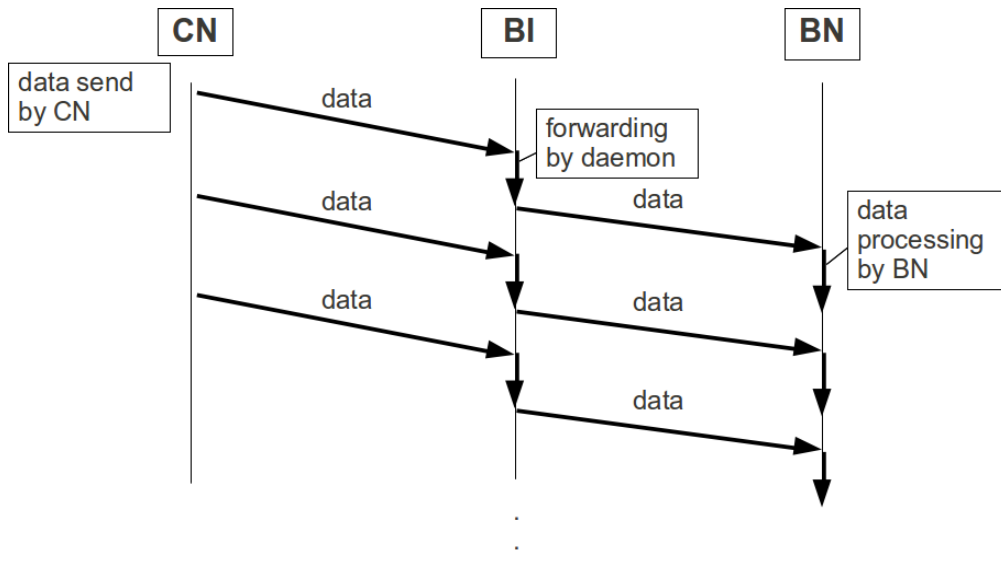 CN
BI
BN
data send
by CN
data
forwarding
by daemon
data
data
data
processing
by BN
data
data
data
.
.